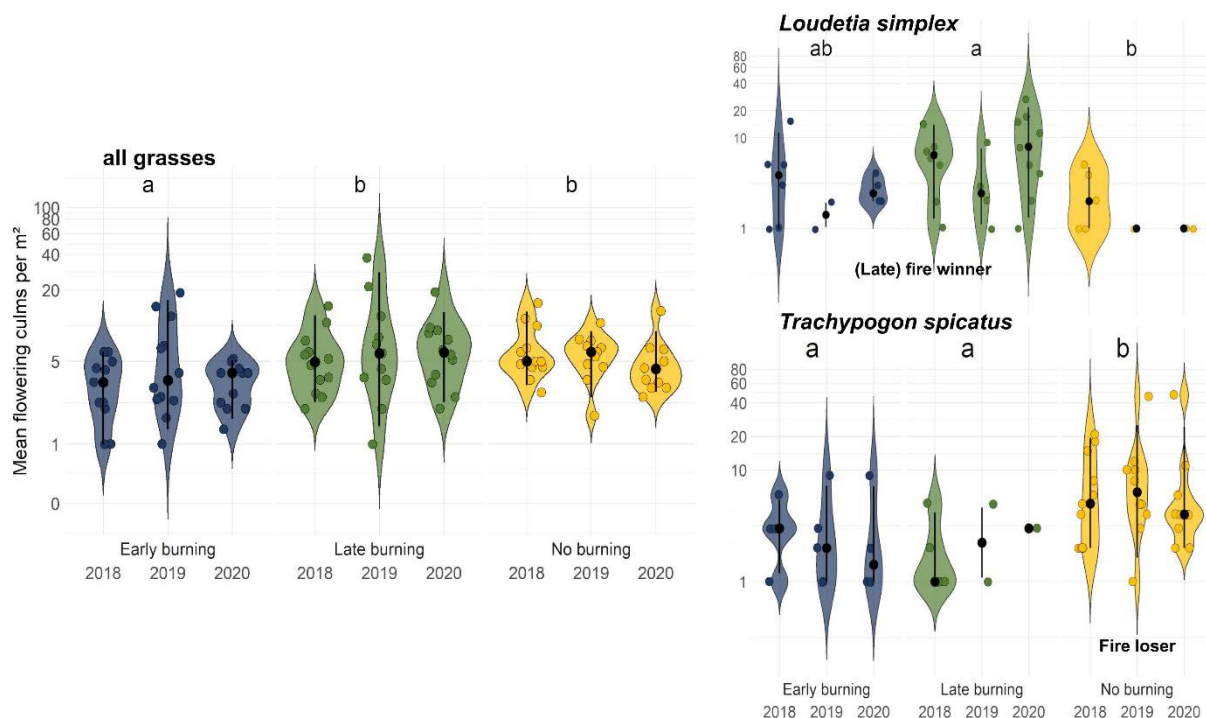 all grasses
a b b
Mean flowering culms per m²
100
80
60
40
20
5
1
0
Early burning Late burning No burning
2018 2019 2020 2018 2019 2020 2018 2019 2020
Loudetia simplex
ab a b
80
60
40
20
10
1
(Late) fire winner
Trachypogon spicatus
a a b
80
60
40
20
10
1
Fire loser
Early burning Late burning No burning
2018 2019 2020 2018 2019 2020 2018 2019 2020